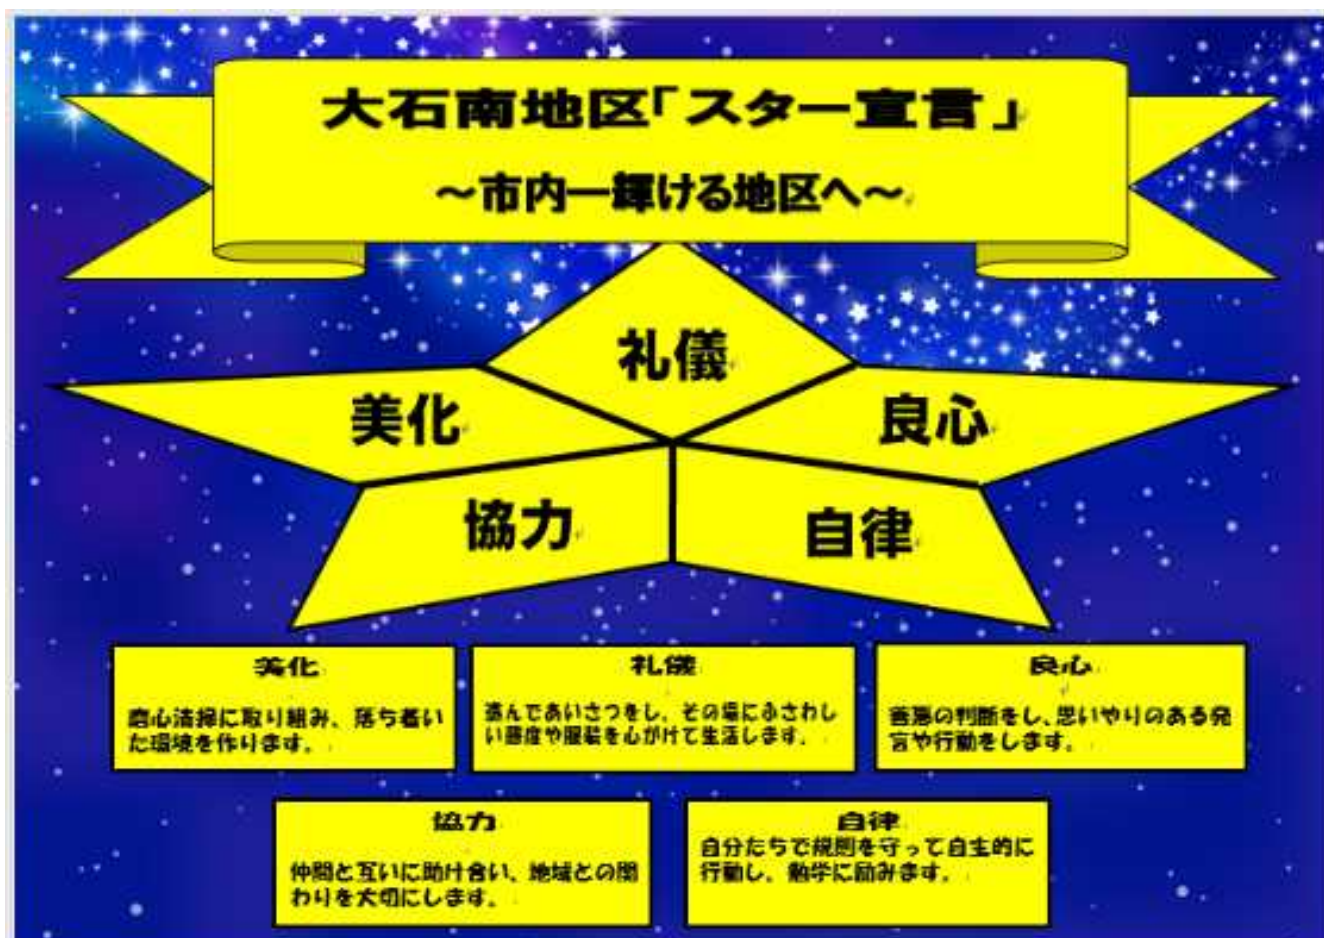 大石南地区「スター宣言」
～市内一輝ける地区へ～
礼儀
美化
良心
協力
自律
美化
磨心清掃に取り組み、落ち着い
た環境を作ります。
礼儀
進んであいさつをし、その場にふさわし
い態度や服装を心がけて生活します。
良心
善悪の判断をし、思いやりのある発
言や行動をします。
協力
仲間と互いに助け合い、地域との関
わりを大切にします。
自律
自分たちで規則を守って自主的に
行動し、勉学に励みます。